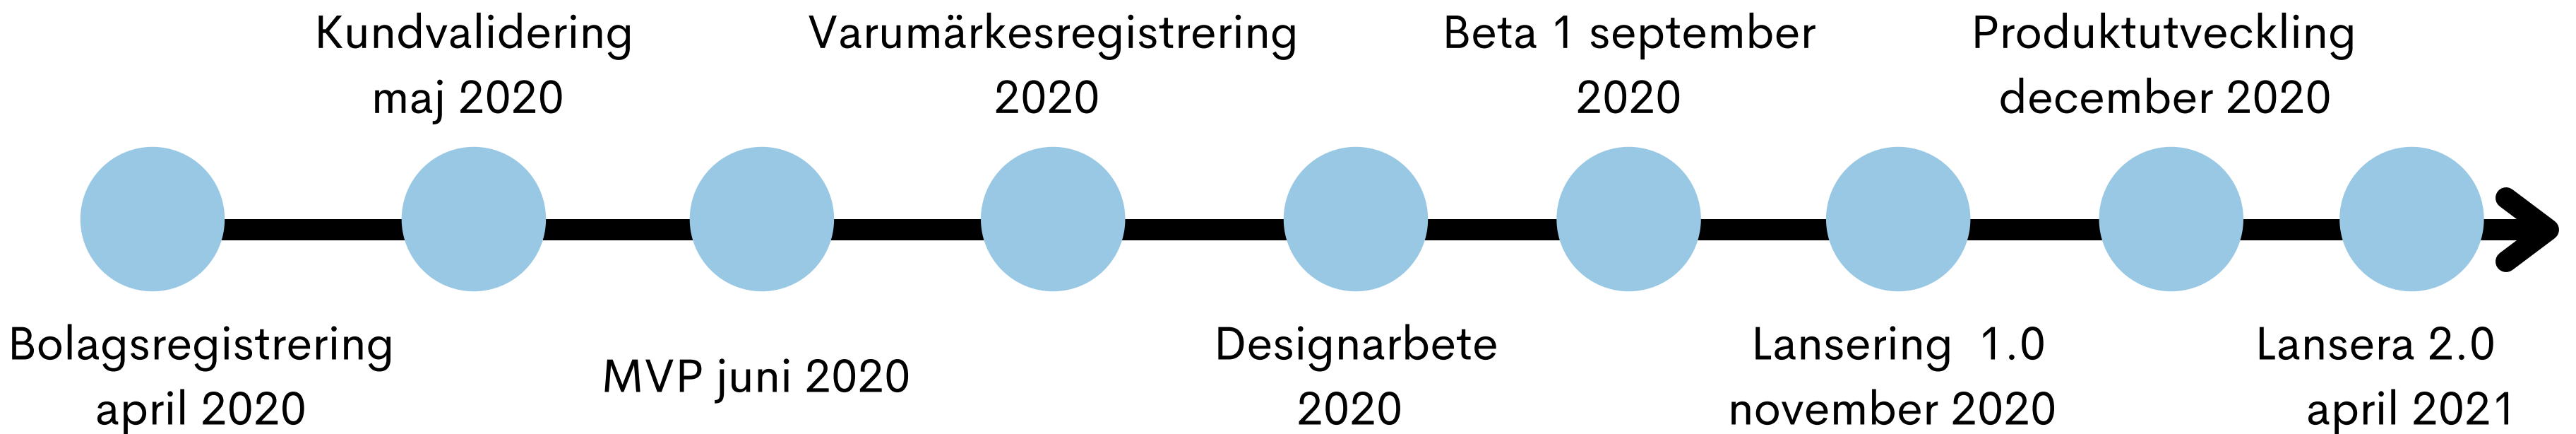 Bolagsregistrering
april 2020
Kundvalidering
maj 2020
MVP juni 2020
Varumärkesregistrering
2020
Designarbete
2020
Beta 1 september
2020
Lansering 1.0
november 2020
Produktutveckling
december 2020
Lansera 2.0
april 2021